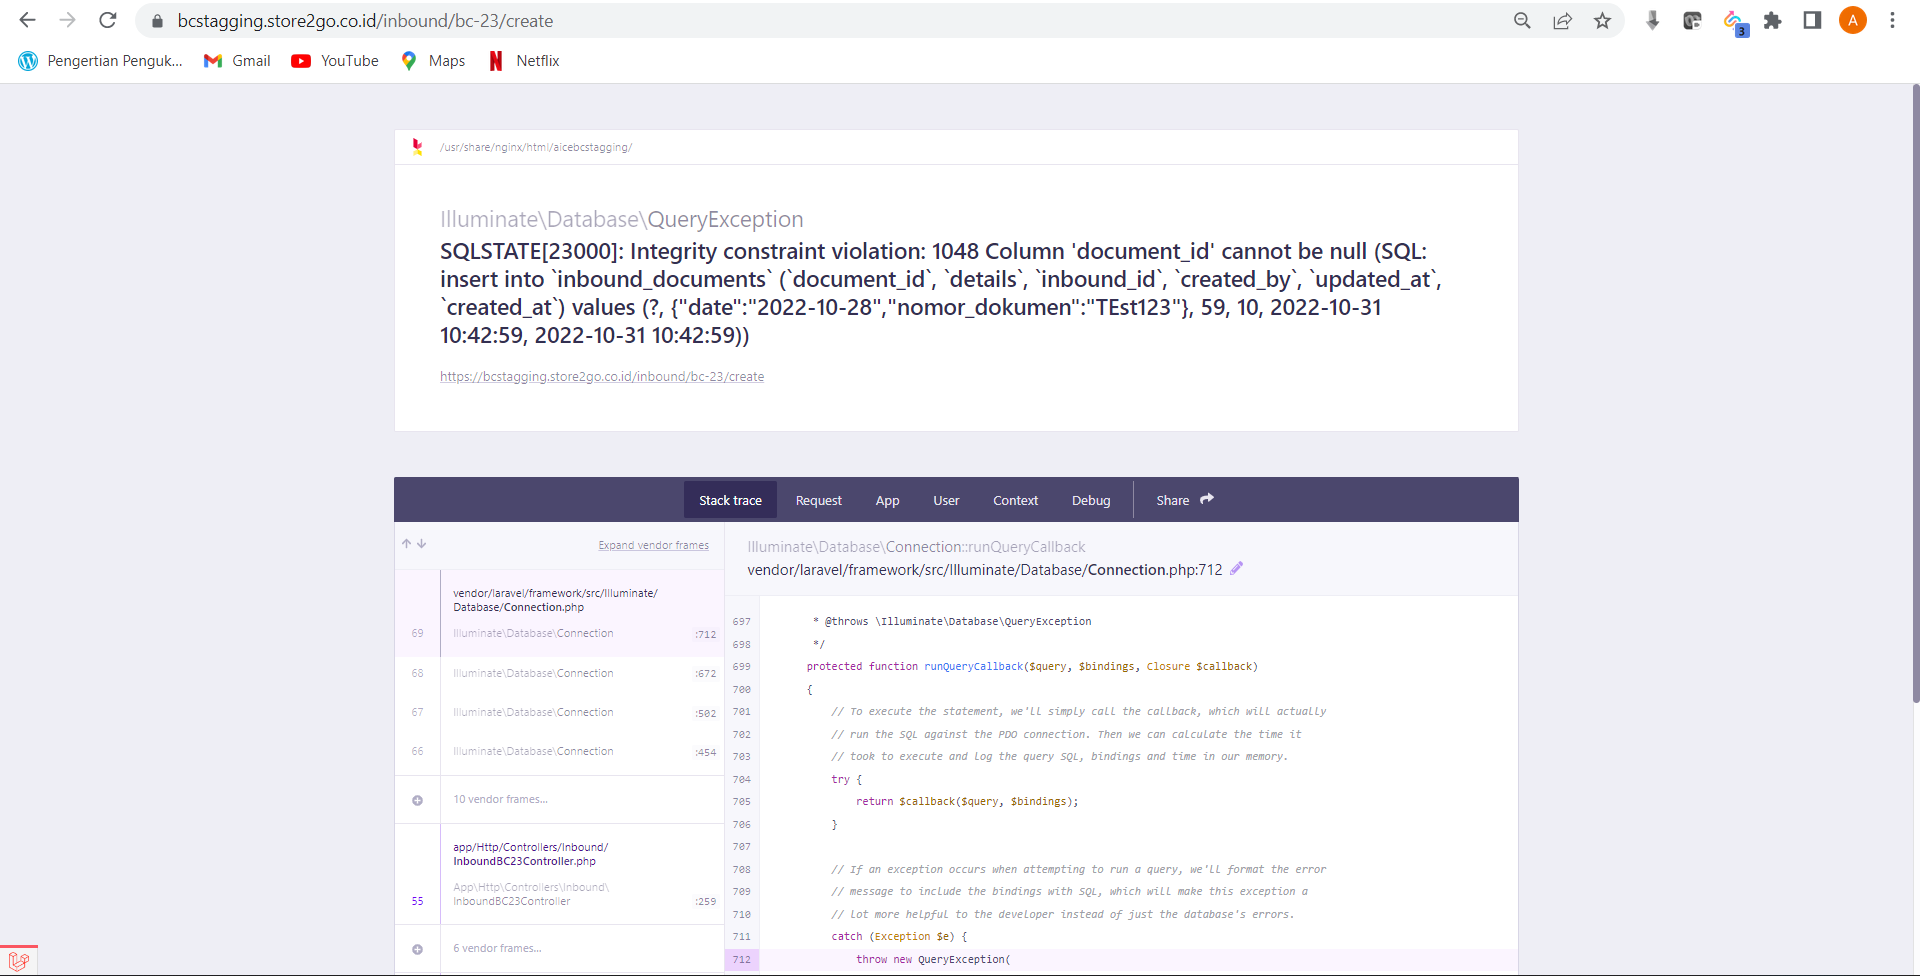 bcstagging.store2go.co.id/inbound/bc-23/create
3
A
Pengertian Penguk...
Gmail
YouTube
Maps
Netflix
/usr/share/nginx/html/aicebcstagging/
Illuminate\Database\QueryException
SQLSTATE[23000]: Integrity constraint violation: 1048 Column 'document_id' cannot be null (SQL:
insert into `inbound_documents` (`document_id`, `details`, `inbound_id`, `created_by`, `updated_at`,
`created_at`) values (?, {"date":"2022-10-28","nomor_dokumen":"TEst123"}, 59, 10, 2022-10-31
10:42:59, 2022-10-31 10:42:59))
https://bcstagging.store2go.co.id/inbound/bc-23/create
Stack trace
Request
App
User
Context
Debug
Share
Expand vendor frames
vendor/laravel/framework/src/Illuminate/
Database/Connection.php
69 Illuminate\Database\Connection :712
68 Illuminate\Database\Connection :672
67 Illuminate\Database\Connection :502
66 Illuminate\Database\Connection :454
10 vendor frames...
app/Http/Controllers/Inbound/
InboundBC23Controller.php
App\Http\Controllers\Inbound\
55 InboundBC23Controller :259
6 vendor frames...
Illuminate\Database\Connection::runQueryCallback
vendor/laravel/framework/src/Illuminate/Database/Connection.php:712
697 * @throws \Illuminate\Database\QueryException
698 */
699 protected function runQueryCallback($query, $bindings, Closure $callback)
700 {
701 // To execute the statement, we'll simply call the callback, which will actually
702 // run the SQL against the PDO connection. Then we can calculate the time it
703 // took to execute and log the query SQL, bindings and time in our memory.
704 try {
705 return $callback($query, $bindings);
706 }
707
708 // If an exception occurs when attempting to run a query, we'll format the error
709 // message to include the bindings with SQL, which will make this exception a
710 // lot more helpful to the developer instead of just the database's errors.
711 catch (Exception $e) {
712 throw new QueryException(